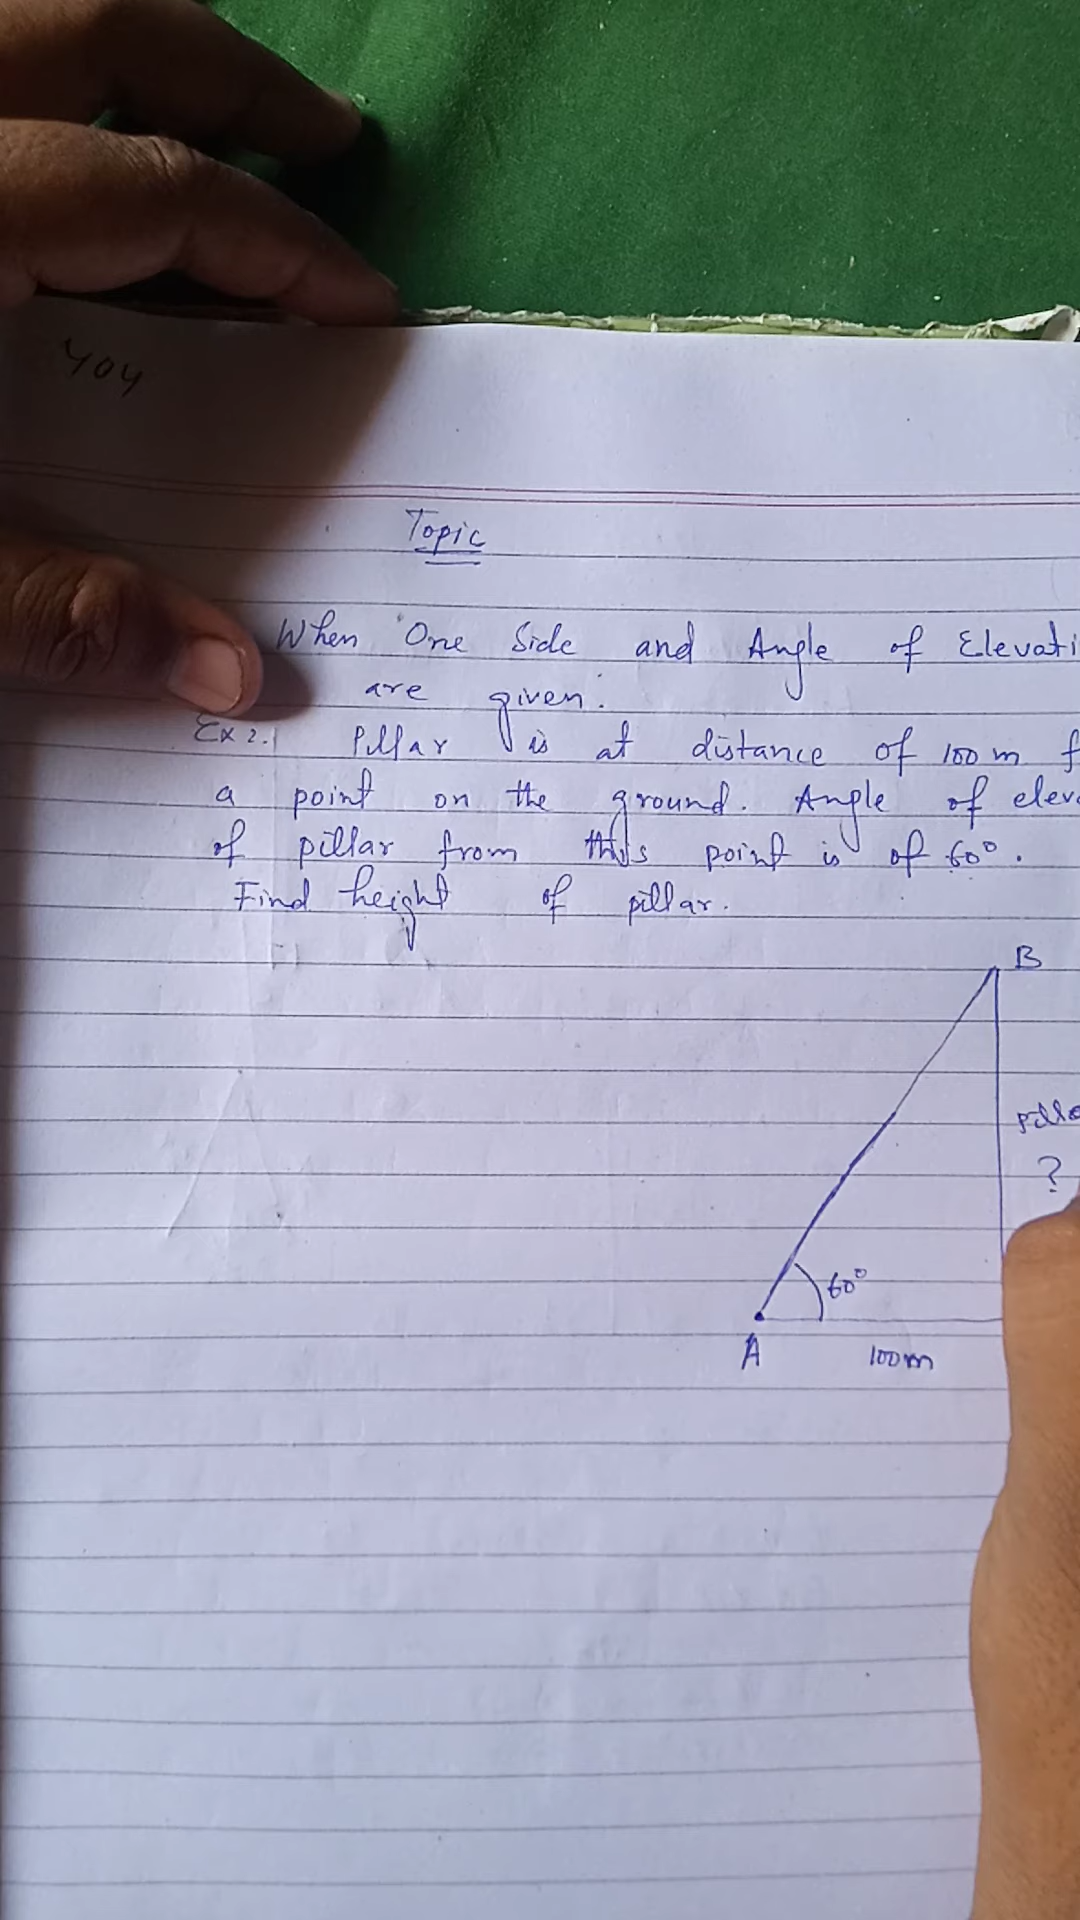 404
Topic
When One Side and Angle of Elevati
are given.
Ex 2. Pillar is at distance of 100 m f
a point on the ground. Angle of elev
of pillar from this point is of 60°.
Find height of pillar.
B
?
60°
A 100m